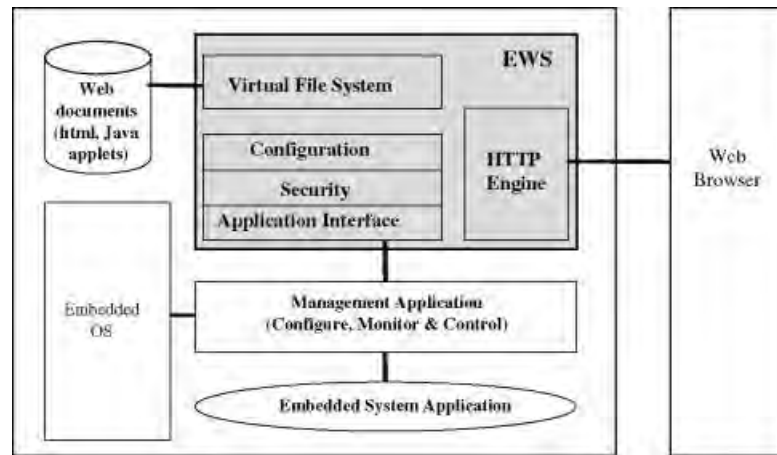 EWS
Web
documents
(html, Java
applets)
Virtual File System
Configuration
Security
Application Interface
HTTP
Engine
Web
Browser
Embedded
OS
Management Application
(Configure, Monitor & Control)
Embedded System Application